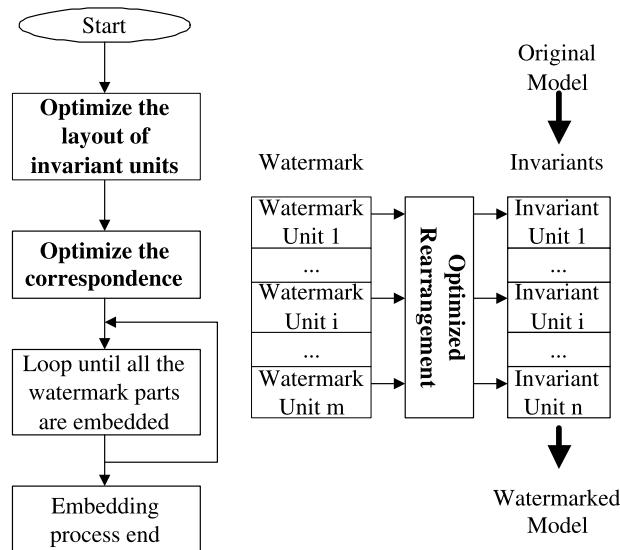 Start
Optimize the
layout of
invariant units
Optimize the
correspondence
Loop until all the
watermark parts
are embedded
Embedding
process end
Original
Model
Watermark
Invariants
Watermark
Unit 1
...
Watermark
Unit i
...
Watermark
Unit m
Optimized
Rearrangement
Invariant
Unit 1
...
Invariant
Unit i
...
Invariant
Unit n
Watermarked
Model